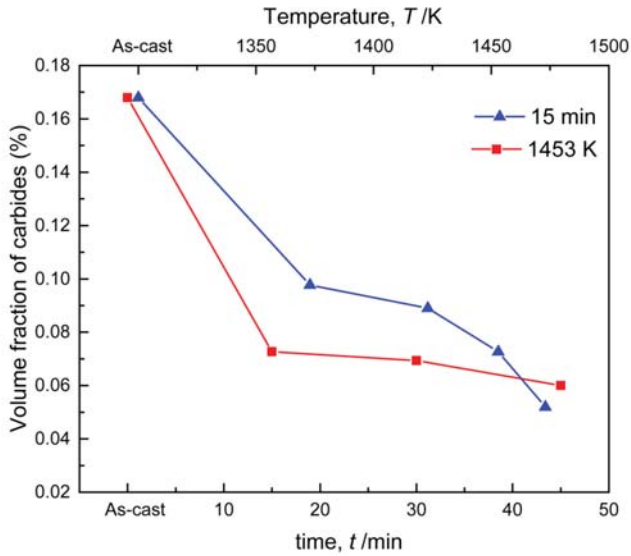 Temperature, T /K
As-cast 1350 1400 1450 1500
0.18
15 min
1453 K
0.16
0.14
0.12
0.10
0.08
0.06
0.04
0.02
Volume fraction of carbides (%)
As-cast 10 20 30 40 50
time, t /min